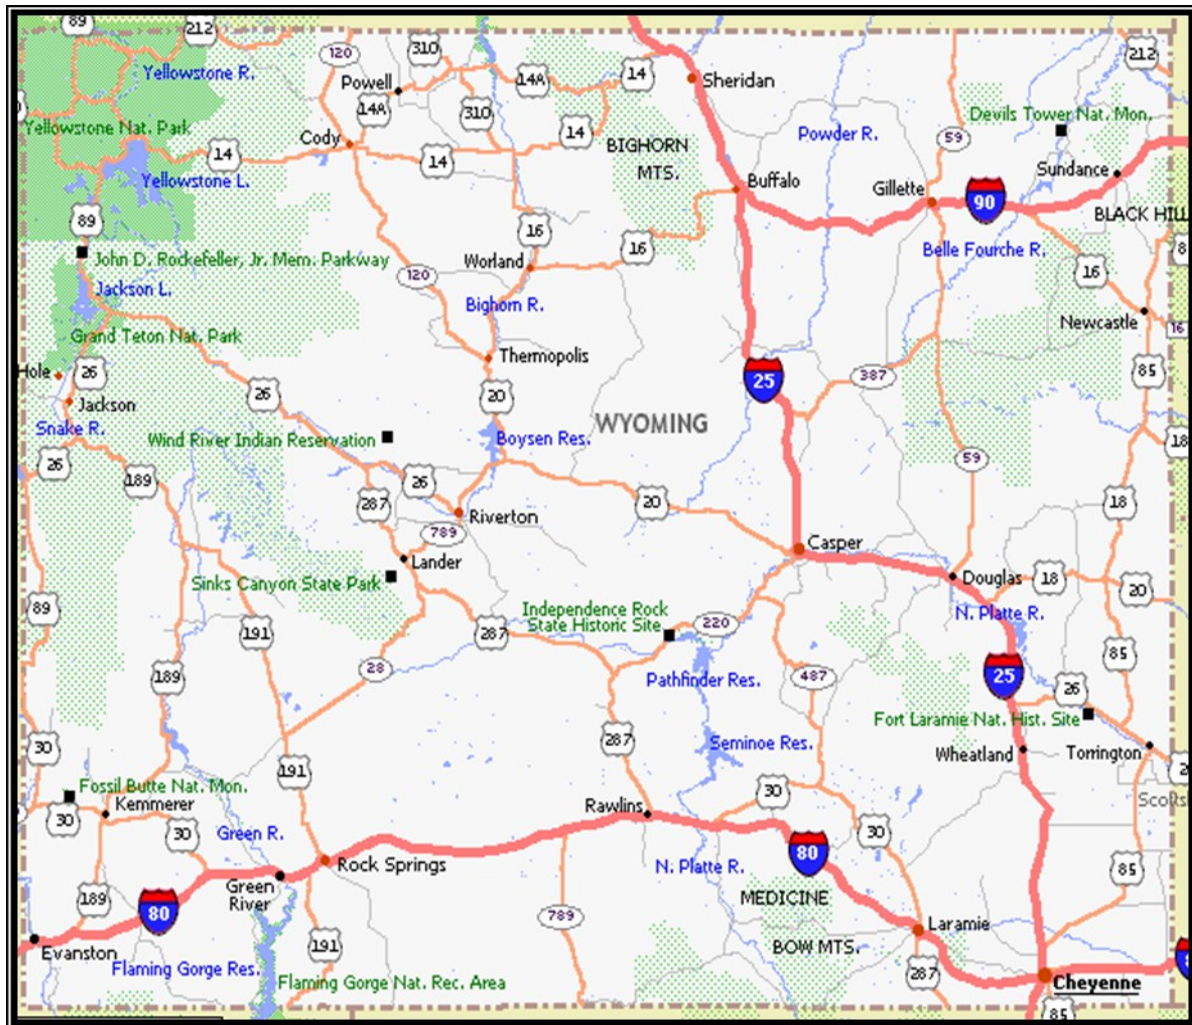 89
212
120
310
Powell
14A
14
Sheridan
212
Yellowstone R.
14A
310
Devils Tower Nat. Mon.
Yellowstone Nat. Park
Cody
14
14
14
BIGHORN
MTS.
Powder R.
59
Sundance
Yellowstone L.
Buffalo
Gillette
90
89
BLACK HILL
16
16
John D. Rockefeller, Jr. Mem. Parkway
Worland
Belle Fourche R.
8
120
16
Jackson L.
Bighorn R.
Newcastle
16
Grand Teton Nat. Park
Thermopolis
Hole
26
25
387
85
Jackson
26
20
WYOMING
Snake R.
Wind River Indian Reservation
Boysen Res.
18
26
189
26
59
287
20
18
Riverton
789
Casper
Lander
Sinks Canyon State Park
Douglas
18
20
89
Independence Rock
State Historic Site
N. Platte R.
191
287
220
28
85
189
Pathfinder Res.
487
25
26
Fort Laramie Nat. Hist. Site
30
287
Seminoe Res.
Wheatland
Torrington
191
2
Fossil Butte Nat. Mon.
Kemmerer
Rawlins
30
Scotts
30
30
Green R.
30
Rock Springs
80
N. Platte R.
85
Green
River
189
80
789
MEDICINE
Laramie
Evanston
191
BOW MTS.
Flaming Gorge Res.
287
8
Flaming Gorge Nat. Rec. Area
Cheyenne
85